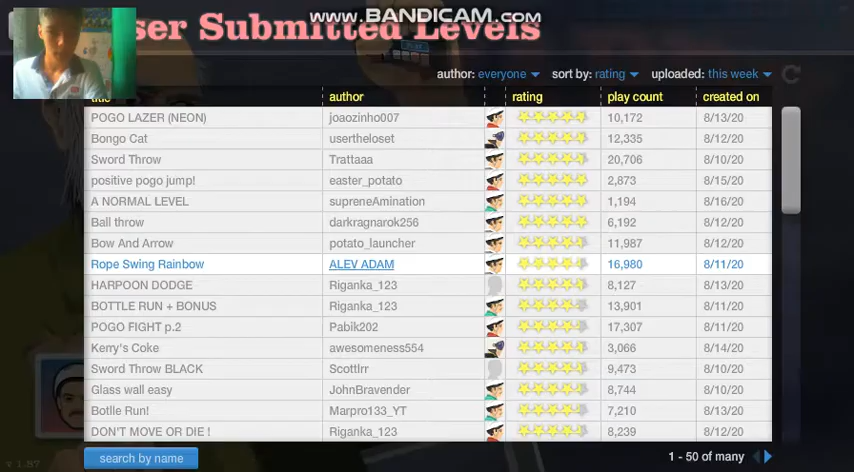 www.BANDICAM.COM
ser Submitted Levels
author: everyone sort by: rating uploaded: this week
title author rating play count created on
POGO LAZER (NEON) joaozinho007 10,172 8/13/20
Bongo Cat usertheloset 12,335 8/12/20
Sword Throw Trattaaa 20,706 8/10/20
positive pogo jump! easter_potato 2,873 8/15/20
A NORMAL LEVEL supreneAmination 1,194 8/16/20
Ball throw darkragnarok256 6,192 8/12/20
Bow And Arrow potato_launcher 11,987 8/12/20
Rope Swing Rainbow ALEV ADAM 16,980 8/11/20
HARPOON DODGE Riganka_123 8,127 8/13/20
BOTTLE RUN + BONUS Riganka_123 13,901 8/11/20
POGO FIGHT p.2 Pabik202 17,307 8/11/20
Kerry's Coke awesomeness554 3,066 8/14/20
Sword Throw BLACK ScottIrr 9,473 8/10/20
Glass wall easy JohnBravender 8,744 8/12/20
Botlle Run! Marpro133_YT 7,210 8/13/20
DON'T MOVE OR DIE ! Riganka_123 8,239 8/12/20
search by name 1 - 50 of many
v 1.87